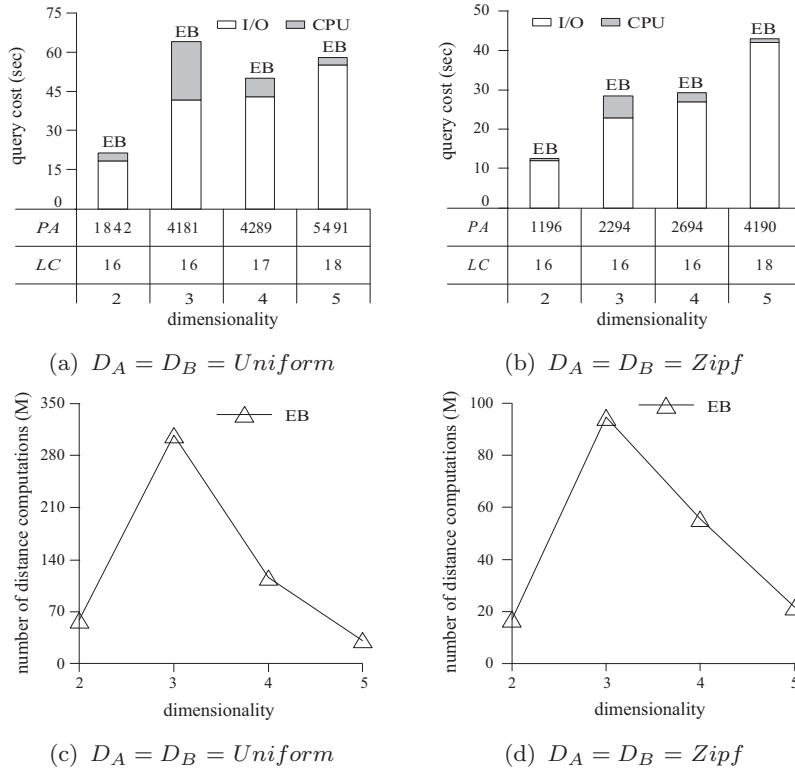 75
60
45
30
15
0
query cost (sec)
I/O CPU
EB
EB
EB
EB
PA 1842 4181 4289 5491
LC 16 16 17 18
2 3 4 5
dimensionality
(a) D_A = D_B = Uniform
50
40
30
20
10
0
query cost (sec)
I/O CPU
EB
EB
EB
EB
PA 1196 2294 2694 4190
LC 16 16 16 18
2 3 4 5
dimensionality
(b) D_A = D_B = Zipf
350
280
210
140
70
0
number of distance computations (M)
EB
2 3 4 5
dimensionality
(c) D_A = D_B = Uniform
100
80
60
40
20
0
number of distance computations (M)
EB
2 3 4 5
dimensionality
(d) D_A = D_B = Zipf